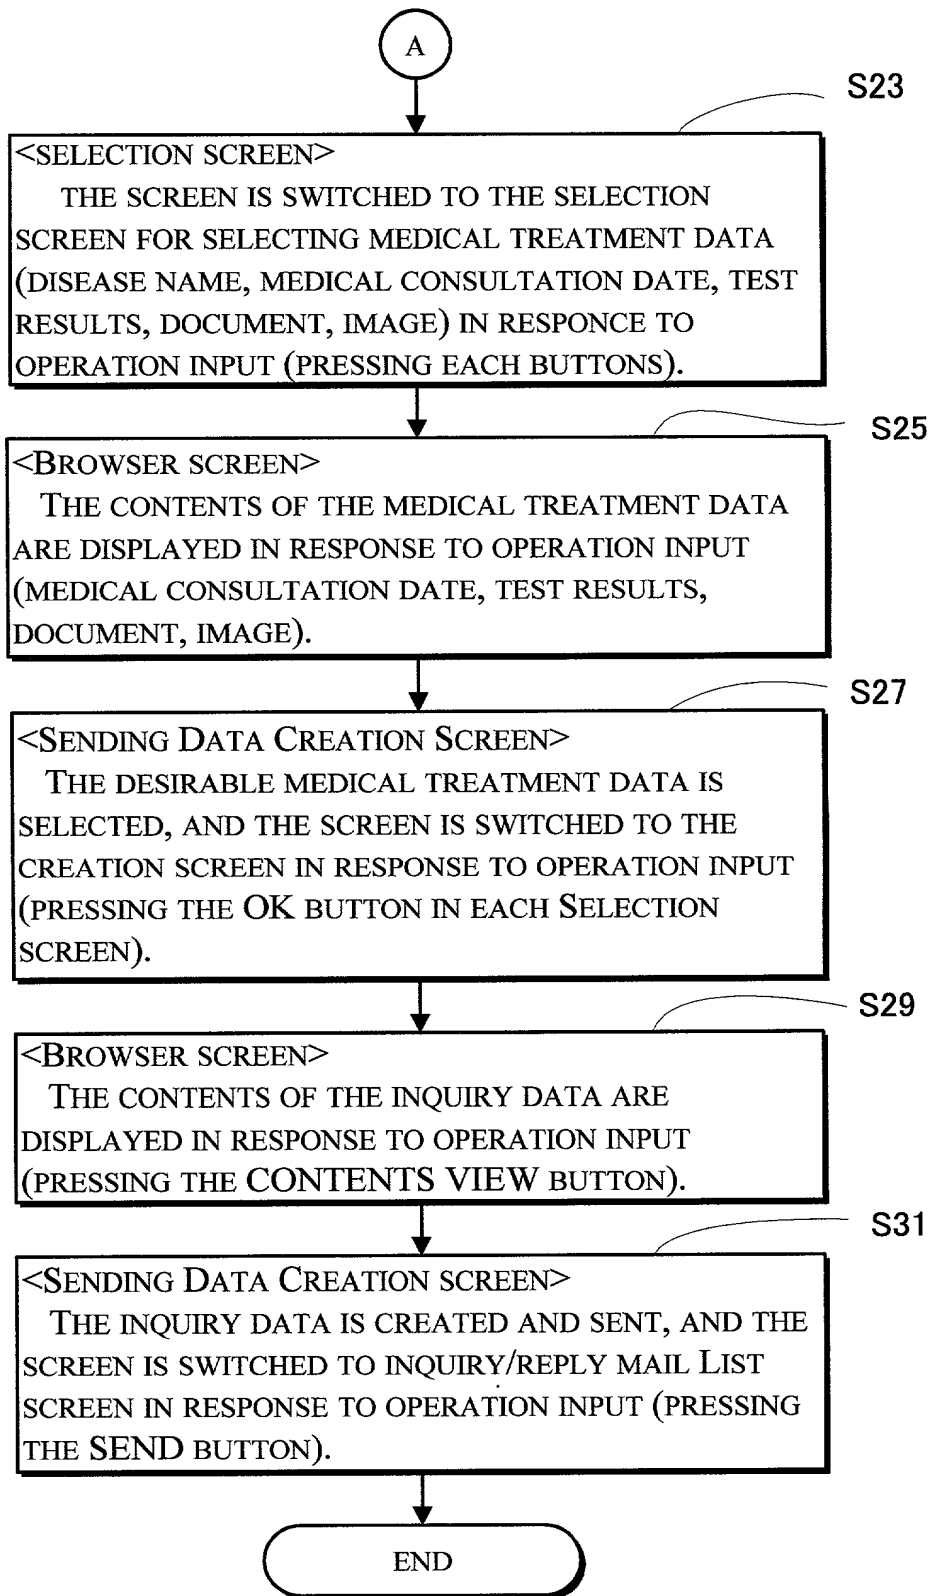 A
S23
<SELECTION SCREEN>
THE SCREEN IS SWITCHED TO THE SELECTION
SCREEN FOR SELECTING MEDICAL TREATMENT DATA
(DISEASE NAME, MEDICAL CONSULTATION DATE, TEST
RESULTS, DOCUMENT, IMAGE) IN RESPONCE TO
OPERATION INPUT (PRESSING EACH BUTTONS).
S25
<BROWSER SCREEN>
THE CONTENTS OF THE MEDICAL TREATMENT DATA
ARE DISPLAYED IN RESPONSE TO OPERATION INPUT
(MEDICAL CONSULTATION DATE, TEST RESULTS,
DOCUMENT, IMAGE).
S27
<SENDING DATA CREATION SCREEN>
THE DESIRABLE MEDICAL TREATMENT DATA IS
SELECTED, AND THE SCREEN IS SWITCHED TO THE
CREATION SCREEN IN RESPONSE TO OPERATION INPUT
(PRESSING THE OK BUTTON IN EACH SELECTION
SCREEN).
S29
<BROWSER SCREEN>
THE CONTENTS OF THE INQUIRY DATA ARE
DISPLAYED IN RESPONSE TO OPERATION INPUT
(PRESSING THE CONTENTS VIEW BUTTON).
S31
<SENDING DATA CREATION SCREEN>
THE INQUIRY DATA IS CREATED AND SENT, AND THE
SCREEN IS SWITCHED TO INQUIRY/REPLY MAIL LIST
SCREEN IN RESPONSE TO OPERATION INPUT (PRESSING
THE SEND BUTTON).
END